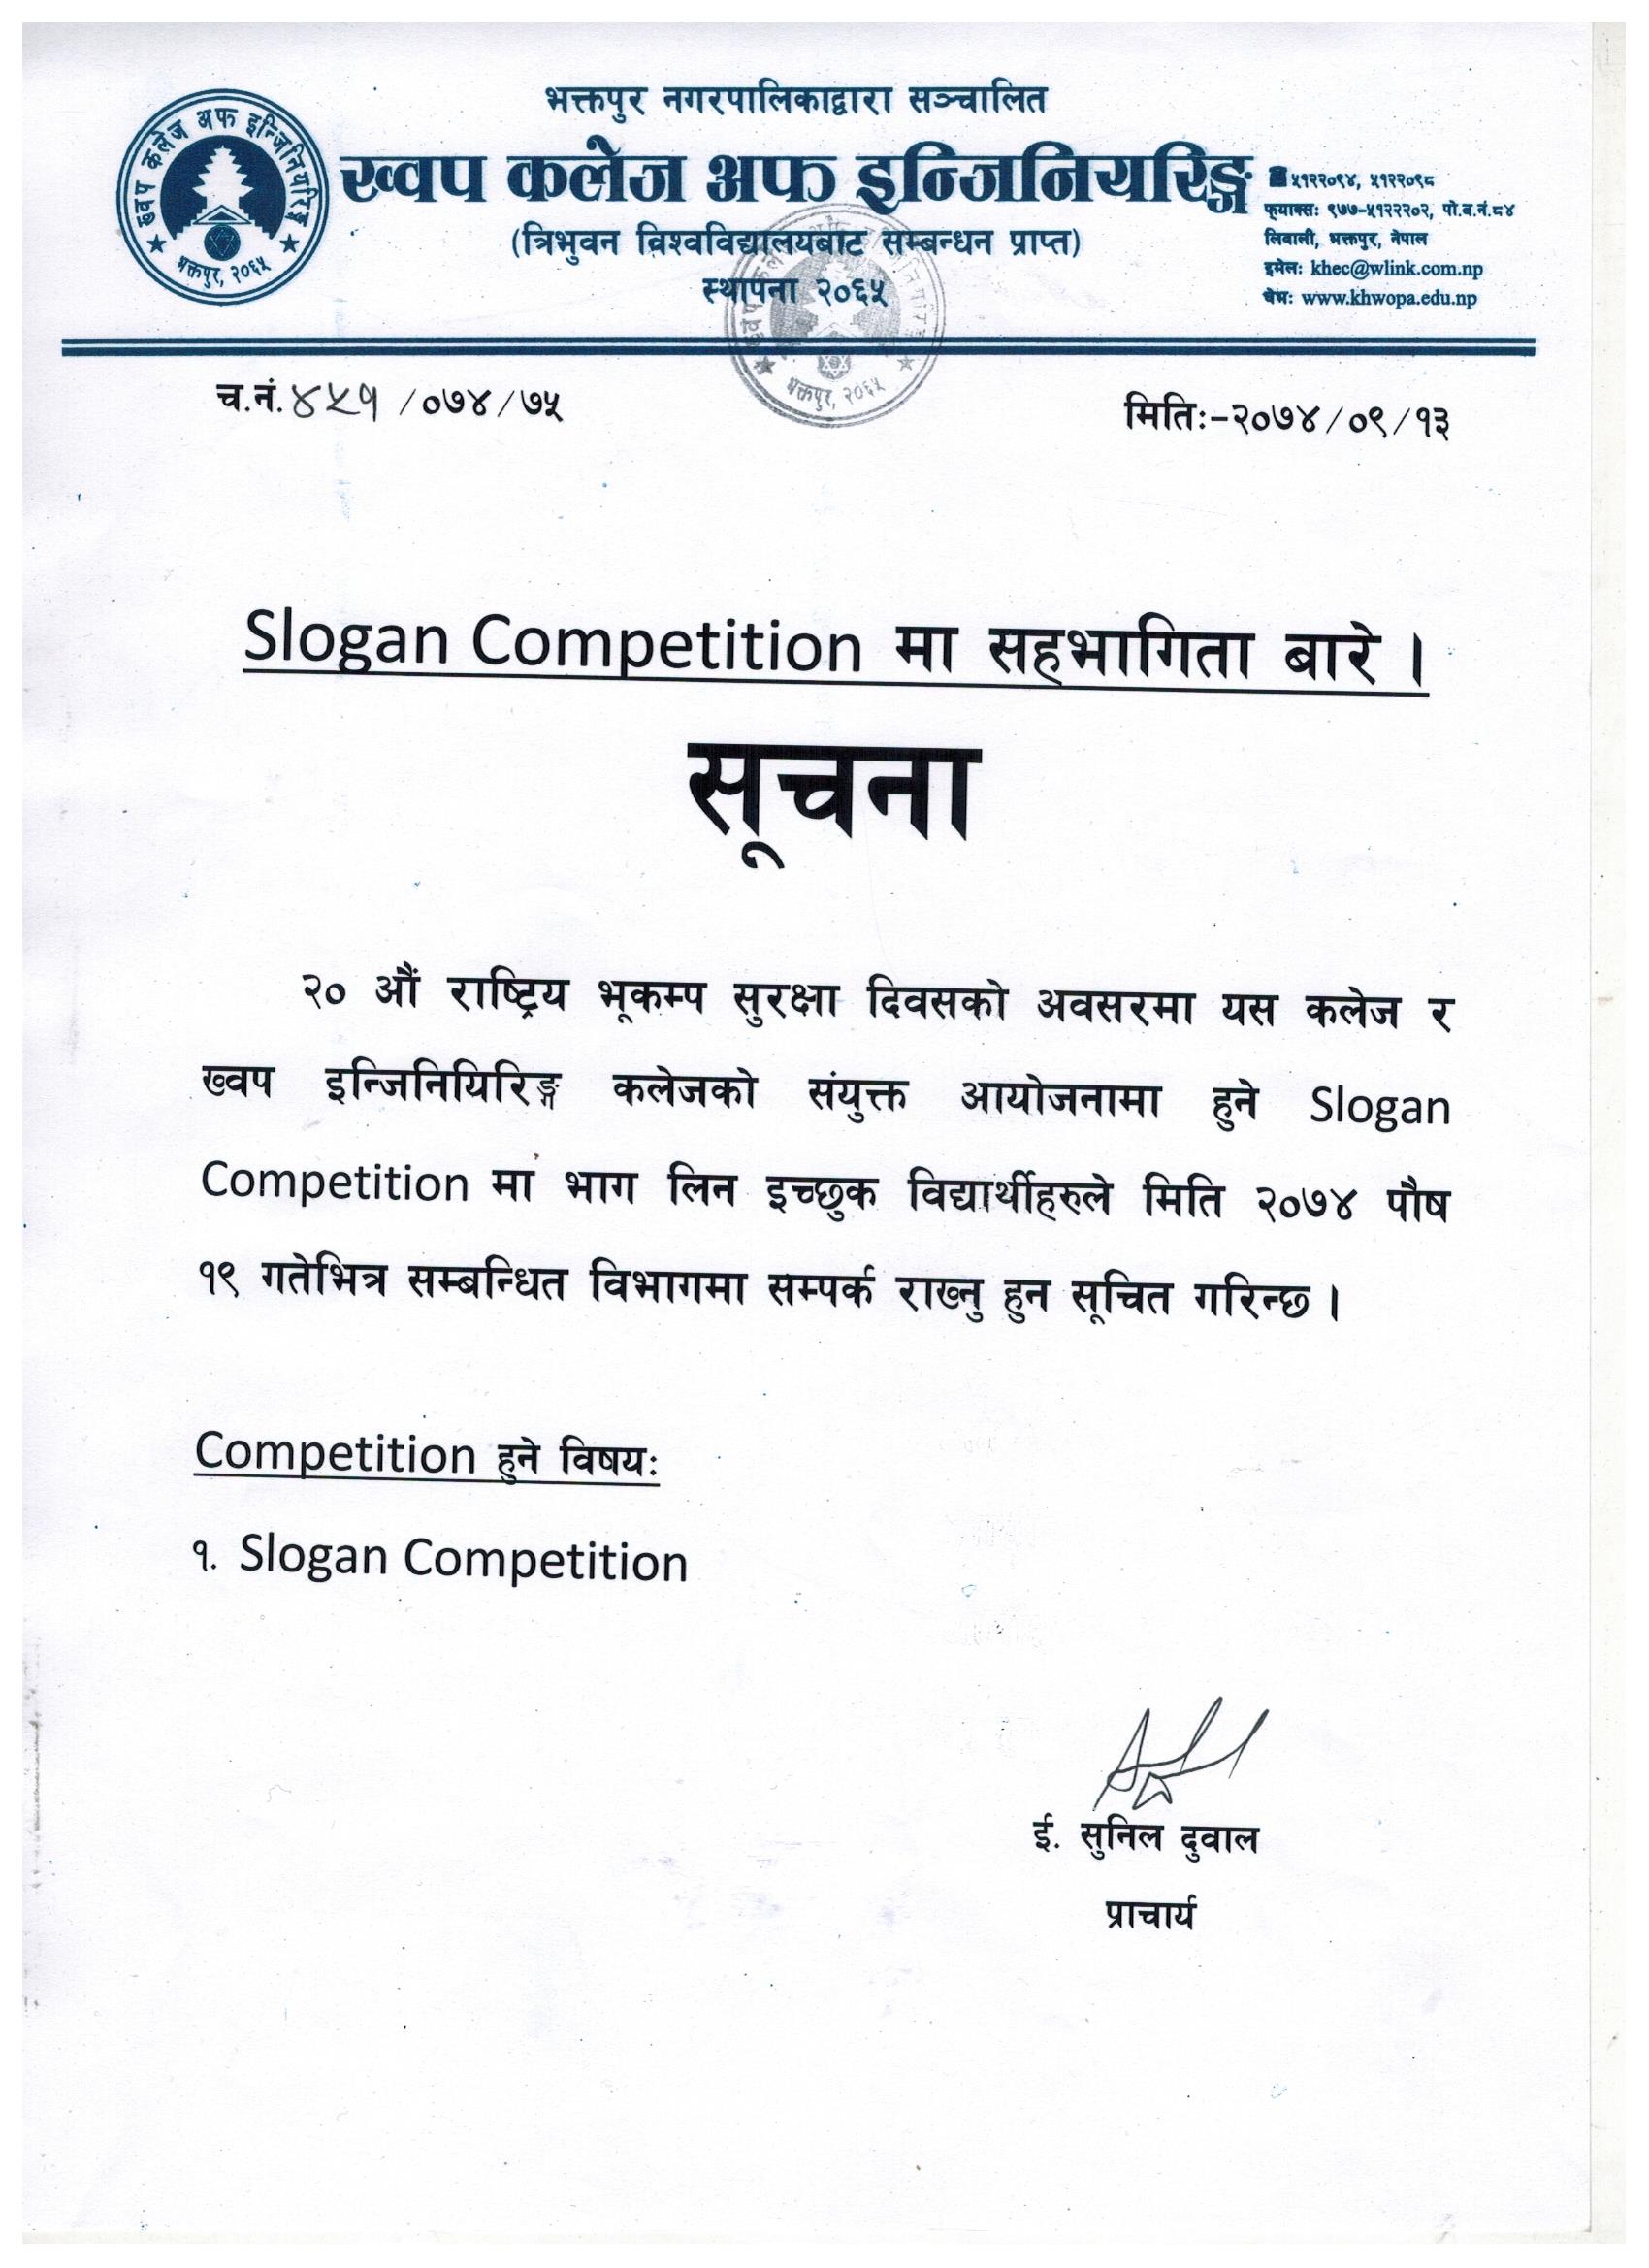 भक्तपुर नगरपालिकाद्वारा सञ्चालित
ख्वप कलेज अफ इन्जिनियरिङ्ग
(त्रिभुवन विश्वविद्यालयबाट सम्बन्धन प्राप्त)
स्थापना २०६५
ख्वप कलेज अफ इन्जिनियरिङ्ग
भक्तपुर, २०६५
☎ ५१२२०९४, ५१२२०९८
फ्याक्सः ९७७-५१२२२०२, पो.ब.नं.८४
लिवाली, भक्तपुर, नेपाल
इमेलः khec@wlink.com.np
वेभः www.khwopa.edu.np
भक्तपुर, २०६५
च.नं. ४५१ /०७४/७५
मितिः-२०७४/०९/१३
Slogan Competition मा सहभागिता बारे ।
सूचना
२० औं राष्ट्रिय भूकम्प सुरक्षा दिवसको अवसरमा यस कलेज र
ख्वप इन्जिनियिरिङ्ग कलेजको संयुक्त आयोजनामा हुने Slogan
Competition मा भाग लिन इच्छुक विद्यार्थीहरुले मिति २०७४ पौष
१९ गतेभित्र सम्बन्धित विभागमा सम्पर्क राख्नु हुन सूचित गरिन्छ ।
Competition हुने विषयः
१. Slogan Competition
ई. सुनिल दुवाल
प्राचार्य